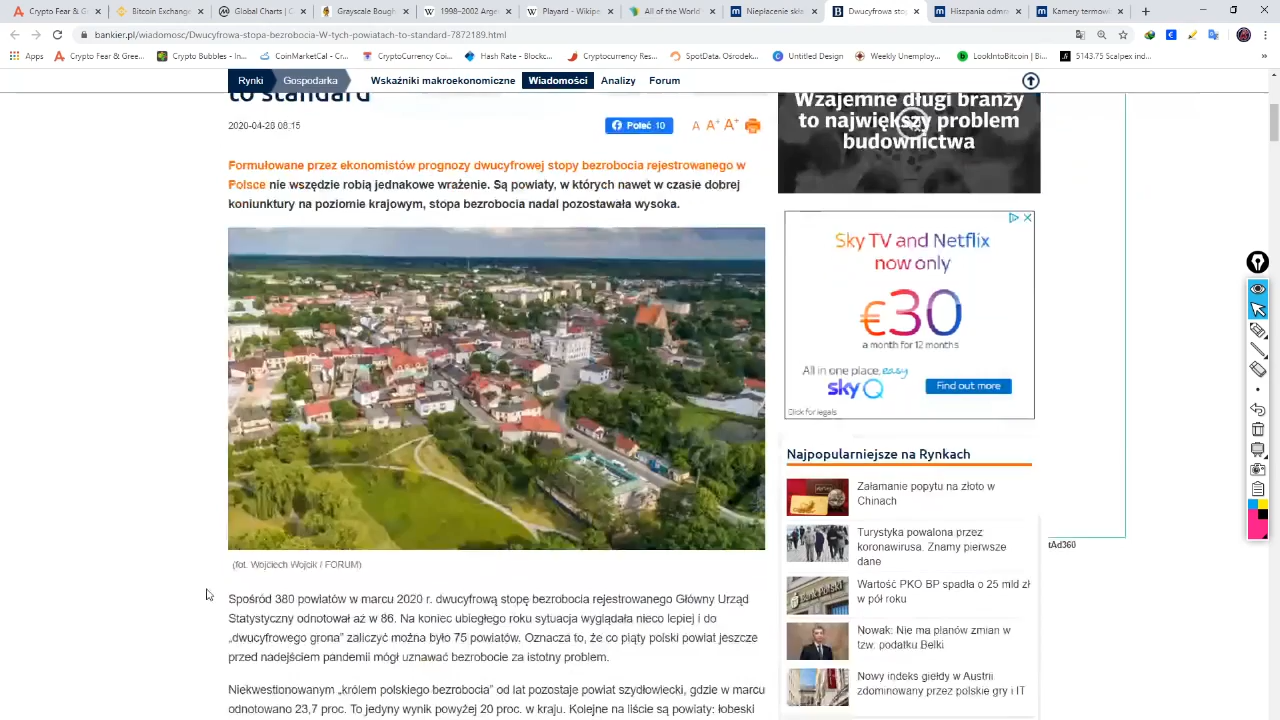 Crypto Fear & Gre
Bitcoin Exchange
Global Charts | C
Grayscale Bough
1998–2002 Arge
Playard - Wikipe
All of the World'
Niepłacenie skła
Dwucyfrowa stop
Hispania odmra
Kamery termowi
bankier.pl/wiadomosc/Dwucyfrowa-stopa-bezrobocia-W-tych-powiatach-to-standard-7872189.html
Apps
Crypto Fear & Gree...
Crypto Bubbles - In...
CoinMarketCal - Cr...
CryptoCurrency Coi...
Hash Rate - Blockc...
Cryptocurrency Res...
SpotData. Ośrodek...
Untitled Design
Weekly Unemploy...
LookIntoBitcoin | Bi...
5143.75 Scalpex ind...
Rynki
Gospodarka
Wskaźniki makroekonomiczne
Wiadomości
Analizy
Forum
to standard
2020-04-28 08:15
Poleć 10
A A+ A+
Formułowane przez ekonomistów prognozy dwucyfrowej stopy bezrobocia rejestrowanego w
Polsce nie wszędzie robią jednakowe wrażenie. Są powiaty, w których nawet w czasie dobrej
koniunktury na poziomie krajowym, stopa bezrobocia nadal pozostawała wysoka.
(fot. Wojciech Wojcik / FORUM)
Spośród 380 powiatów w marcu 2020 r. dwucyfrową stopę bezrobocia rejestrowanego Główny Urząd
Statystyczny odnotował aż w 86. Na koniec ubiegłego roku sytuacja wyglądała nieco lepiej i do
„dwucyfrowego grona” zaliczyć można było 75 powiatów. Oznacza to, że co piąty polski powiat jeszcze
przed nadejściem pandemii mógł uznawać bezrobocie za istotny problem.
Niekwestionowanym „królem polskiego bezrobocia” od lat pozostaje powiat szydłowiecki, gdzie w marcu
odnotowano 23,7 proc. To jedyny wynik powyżej 20 proc. w kraju. Kolejne na liście są powiaty: łobeski
Wzajemne długi branży
to największy problem
budownictwa
Sky TV and Netflix
now only
€30
a month for 12 months
All in one place, easy
sky Q
Find out more
Click for legals
Najpopularniejsze na Rynkach
Załamanie popytu na złoto w
Chinach
Turystyka powalona przez
koronawirusa. Znamy pierwsze
dane
Wartość PKO BP spadła o 25 mld zł
w pół roku
Bank Polski
Nowak: Nie ma planów zmian w
tzw. podatku Belki
Nowy indeks giełdy w Austrii
zdominowany przez polskie gry i IT
tAd360